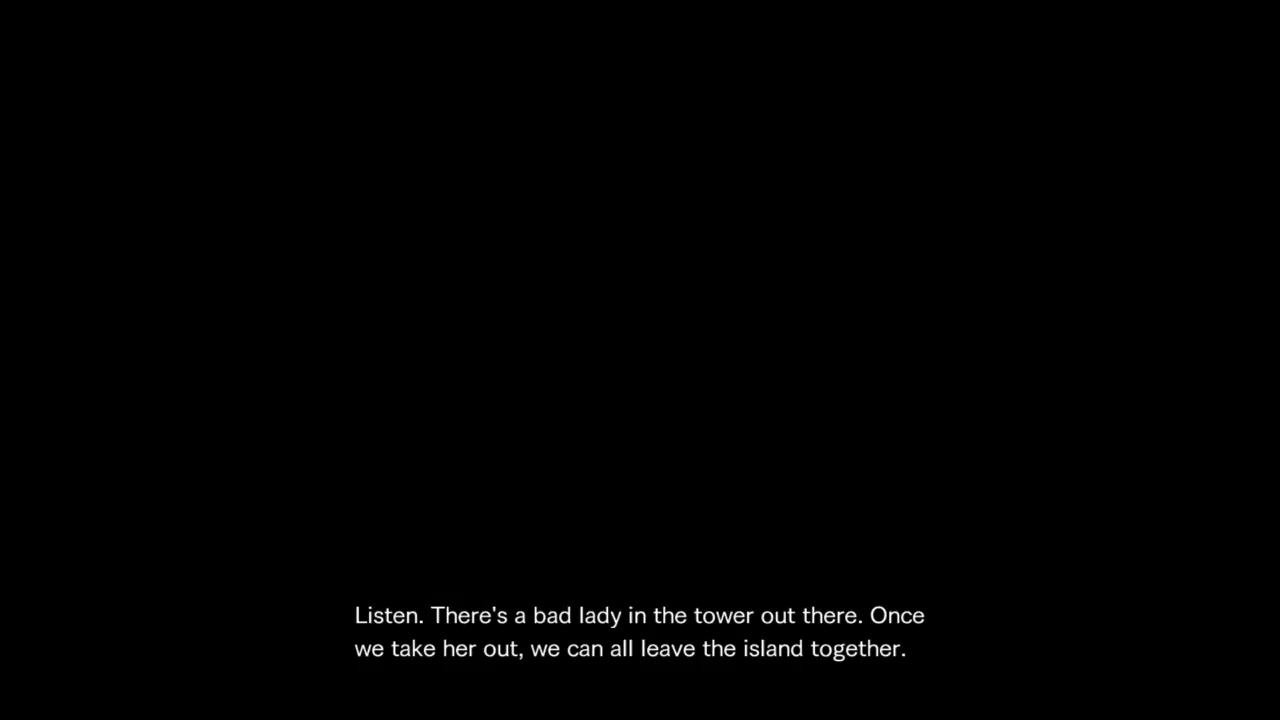 Listen. There's a bad lady in the tower out there. Once
we take her out, we can all leave the island together.